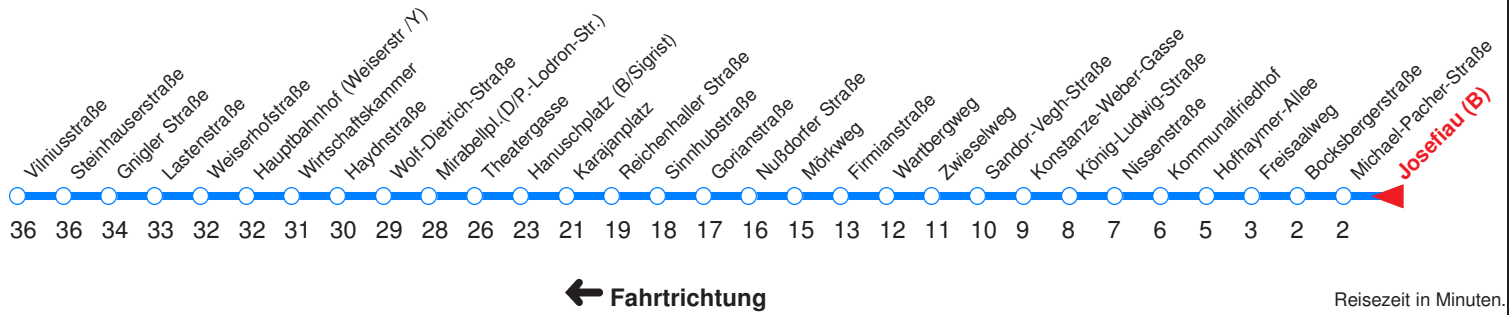 Vilniusstraße
Steinhauserstraße
Gnigler Straße
Lastenstraße
Weiserhofstraße
Hauptbahnhof (Weiserstr /Y)
Wirtschaftskammer
Haydnstraße
Wolf-Dietrich-Straße
Mirabellpl.(D/P.-Lodron-Str.)
Theatergasse
Hanuschplatz (B/Sigrist)
Karajanplatz
Reichenhaller Straße
Sinnhubstraße
Gorianstraße
Nußdorfer Straße
Mörkweg
Firmianstraße
Wartbergweg
Zwieselweg
Sandor-Vegh-Straße
Konstanze-Weber-Gasse
König-Ludwig-Straße
Nissenstraße
Kommunalfriedhof
Hofhaymer-Allee
Freisaalweg
Bocksbergerstraße
Michael-Pacher-Straße
Josefiau (B)
36 36 34 33 32 32 31 30 29 28 26 23 21 19 18 17 16 15 13 12 11 10 9 8 7 6 5 3 2 2
Fahrtrichtung
Reisezeit in Minuten.